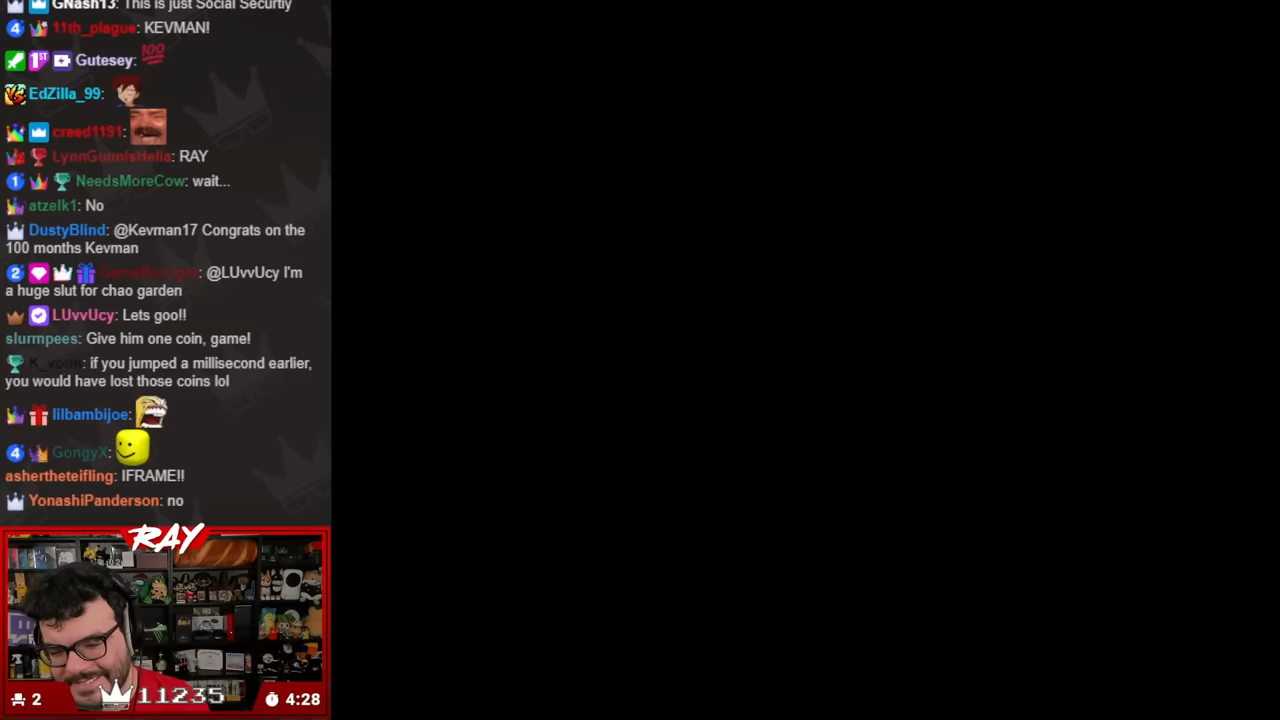 GNash13: This is just Social Securtiy
4 11th_plague: KEVMAN!
1ST Gutesey: 100
EdZilla_99:
creed1191:
LynnGunnIsHella: RAY
1 NeedsMoreCow: wait...
atzelk1: No
DustyBlind: @Kevman17 Congrats on the
100 months Kevman
2 : @LUvvUcy I'm
a huge slut for chao garden
LUvvUcy: Lets goo!!
slurmpees: Give him one coin, game!
: if you jumped a millisecond earlier,
you would have lost those coins lol
lilbambijoe:
4 GongyX:
ashertheteifling: IFRAME!!
YonashiPanderson: no
RAY
2 11235 4:28